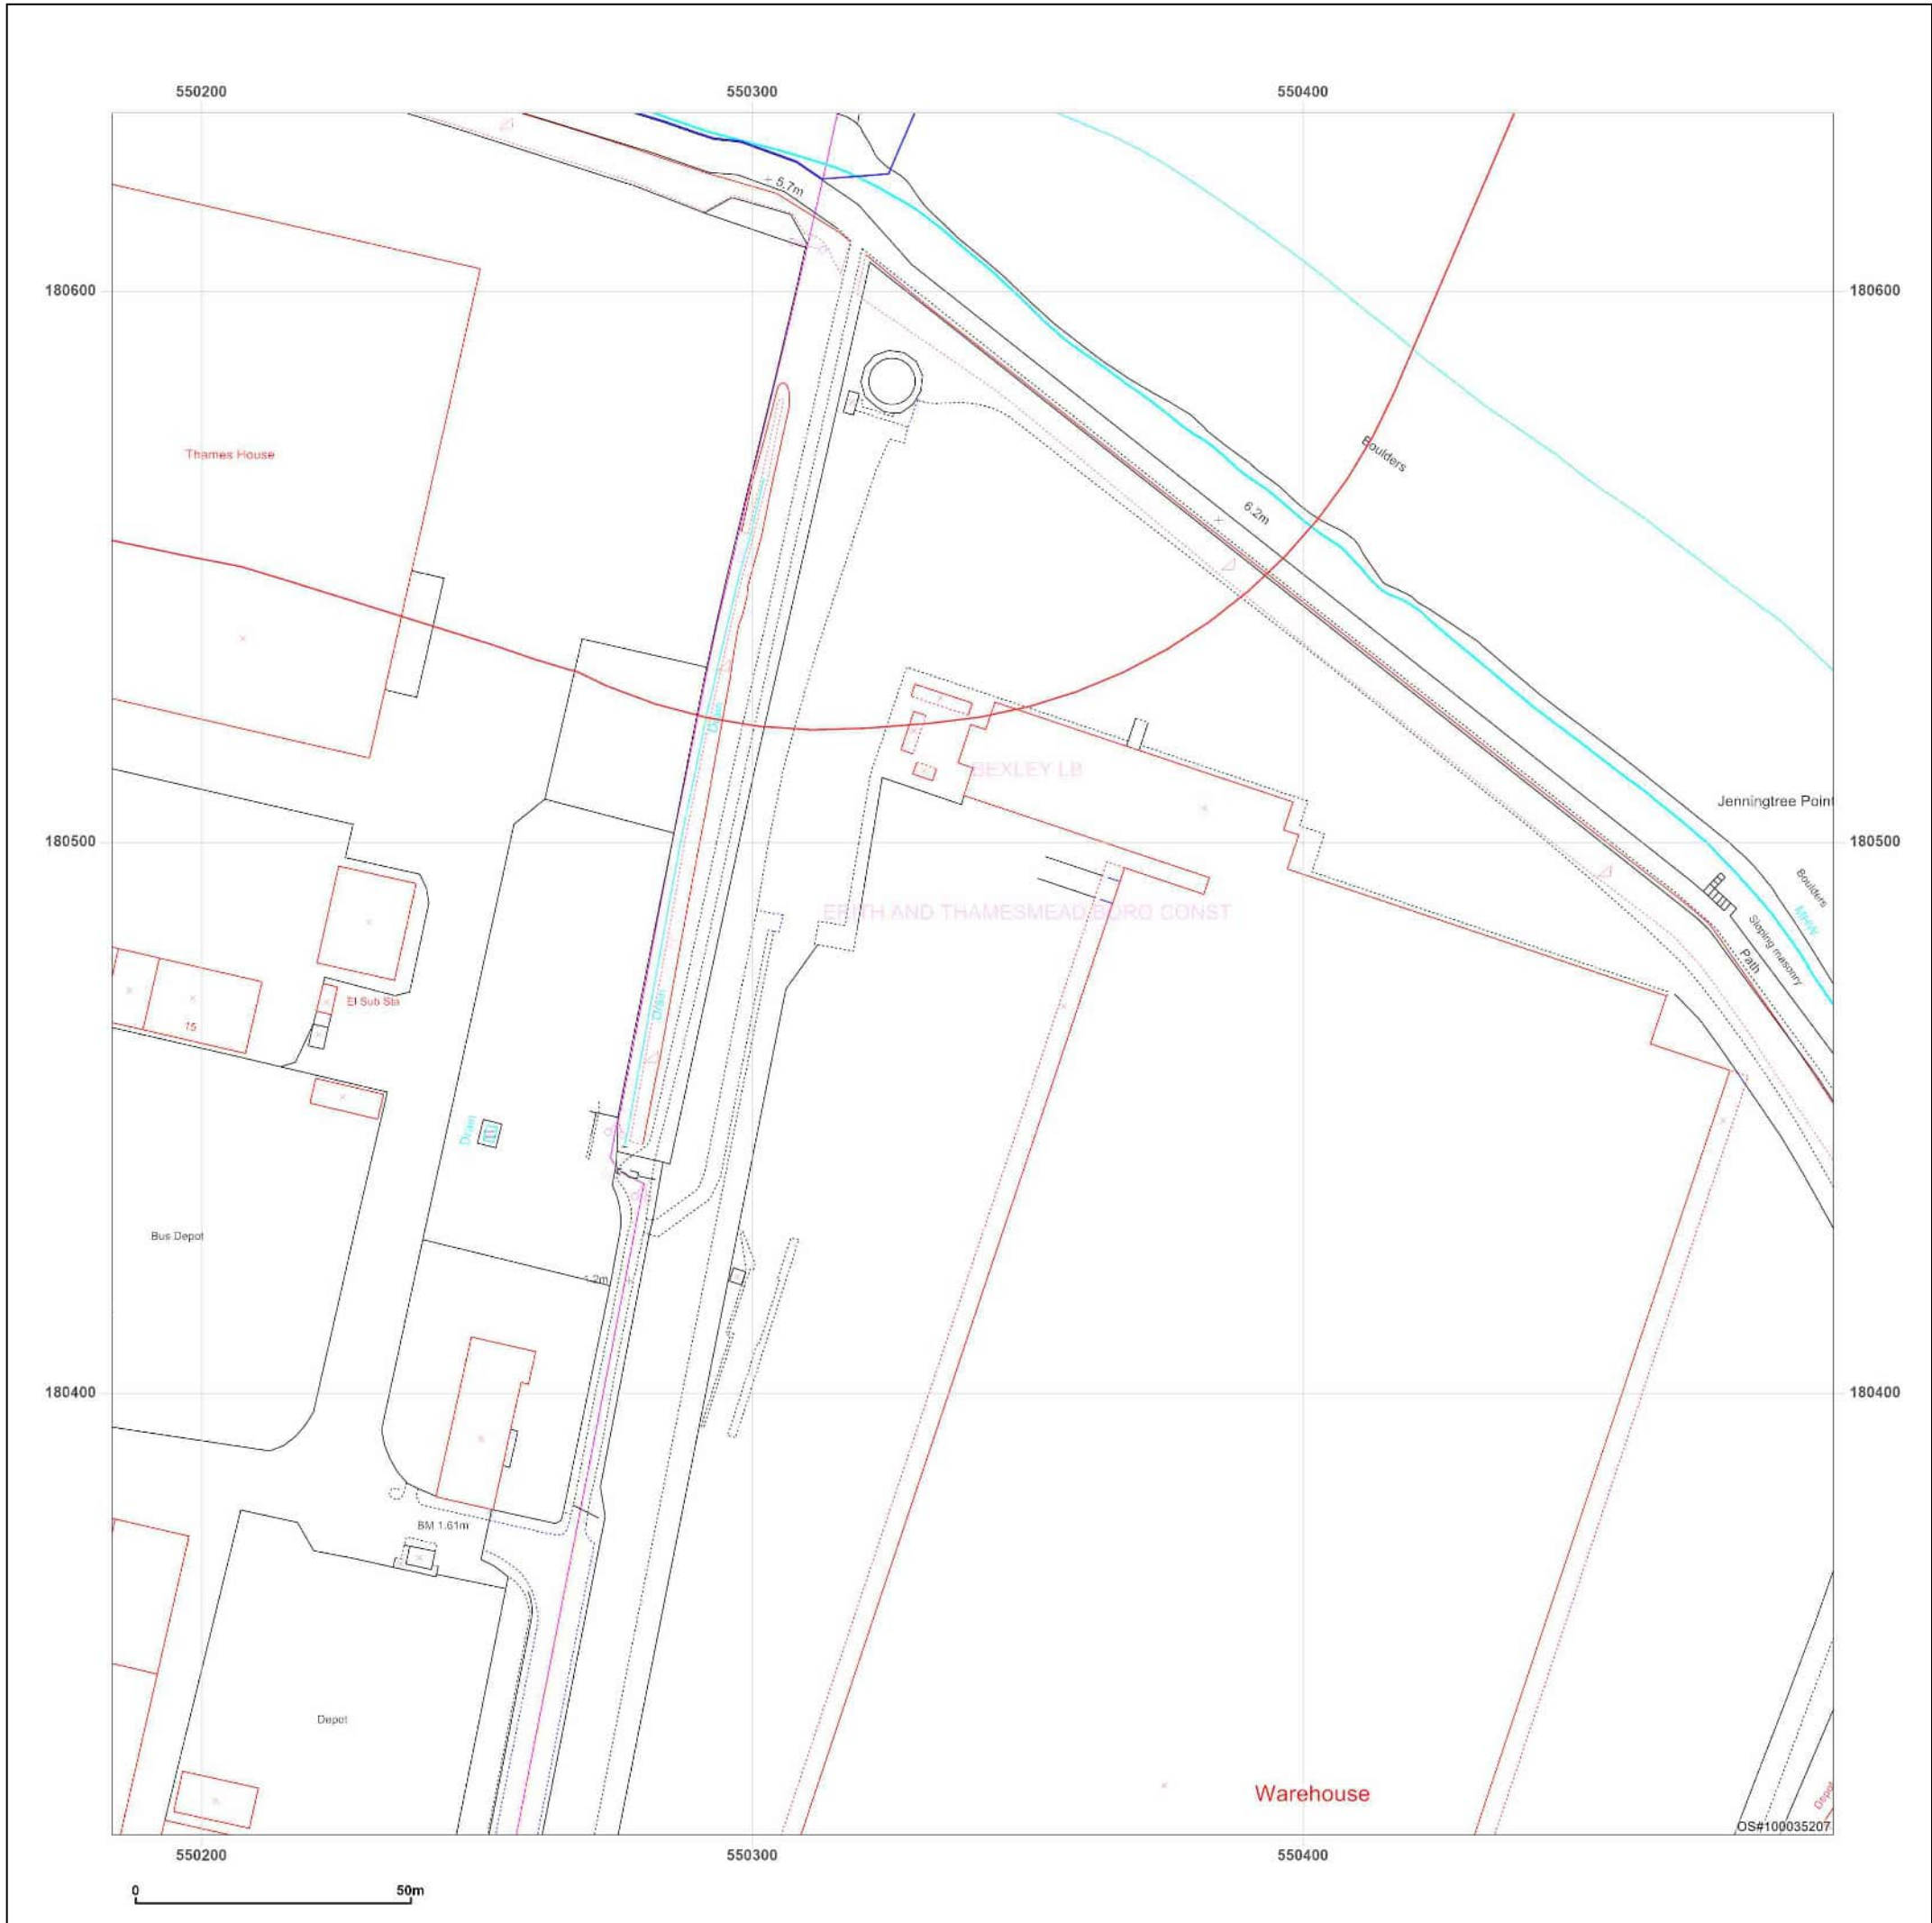 550200 550300 550400
5.7m
180600 180600
Thames House
Boulders
6.2m
Drain
BEXLEY LB
Jenningtree Point
180500 180500
Boulders
MHW
Sloping masonry
Path
ERITH AND THAMESMEAD BORO CONST
Drain
El Sub Sta
15
Drain
Bus Depot
180400 180400
BM 1.61m
Depot
Warehouse
Depot
OS#100035207
550200 550300 550400
0 50m